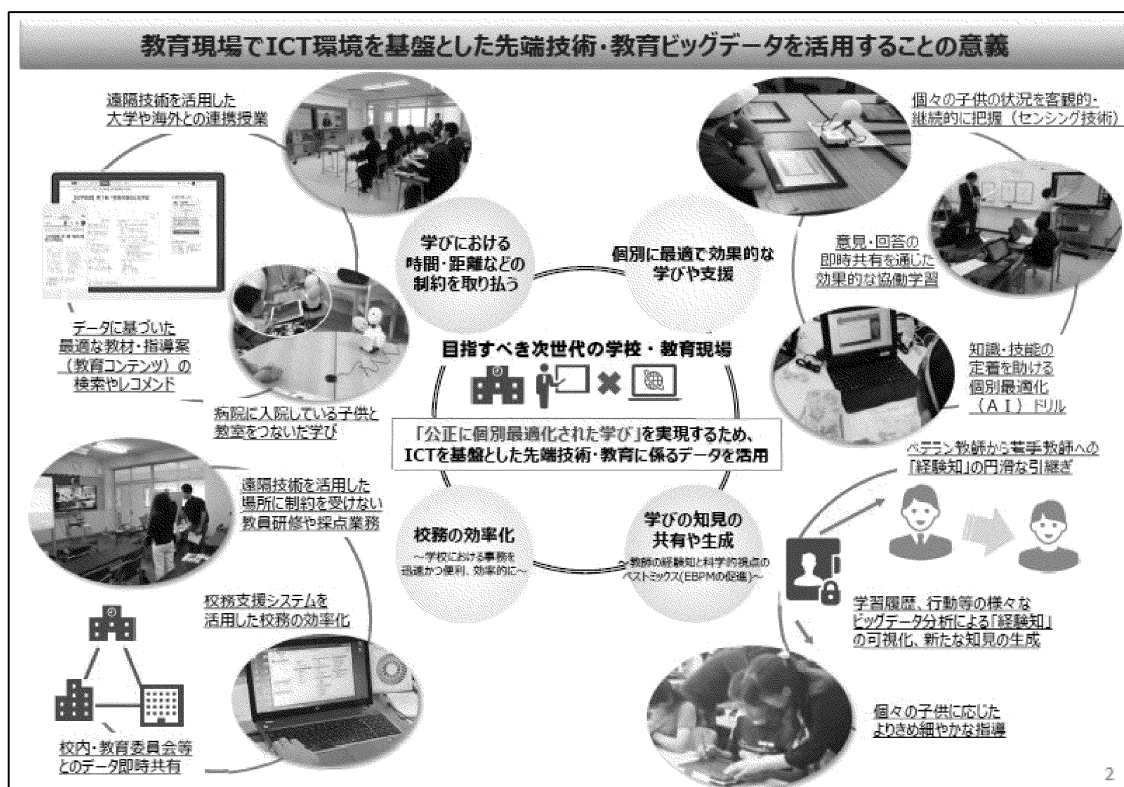 教育現場でICT環境を基盤とした先端技術・教育ビッグデータを活用することの意義
遠隔技術を活用した
大学や海外との連携授業
データに基づいた
最適な教材・指導案
（教育コンテンツ）の
検索やレコメンド
病院に入院している子供と
教室をつないだ学び
学びにおける
時間・距離などの
制約を取り払う
個別に最適で効果的な
学びや支援
個々の子供の状況を客観的・
継続的に把握（センシング技術）
意見・回答の
即時共有を通じた
効果的な協働学習
知識・技能の
定着を助ける
個別最適化
（ＡＩ）ドリル
目指すべき次世代の学校・教育現場
「公正に個別最適化された学び」を実現するため、
ICTを基盤とした先端技術・教育に係るデータを活用
遠隔技術を活用した
場所に制約を受けない
教員研修や採点業務
校務支援システムを
活用した校務の効率化
校内・教育委員会等
とのデータ即時共有
校務の効率化
～学校における事務を
迅速かつ便利、効率的に～
学びの知見の
共有や生成
～教師の経験知と科学的視点の
ベストミックス(EBPMの促進)～
ベテラン教師から若手教師への
「経験知」の円滑な引継ぎ
学習履歴、行動等の様々な
ビッグデータ分析による「経験知」
の可視化、新たな知見の生成
個々の子供に応じた
よりきめ細やかな指導
2